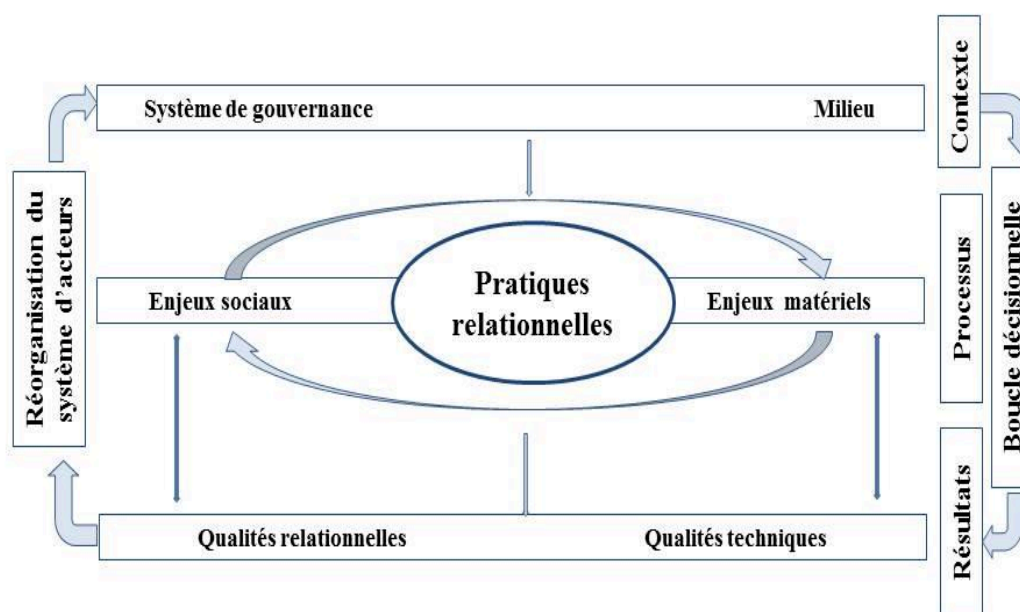 Système de gouvernance
Milieu
Contexte
Réorganisation du
système d'acteurs
Enjeux sociaux
Pratiques
relationnelles
Enjeux matériels
Processus
Boucle décisionnelle
Qualités relationnelles
Qualités techniques
Résultats